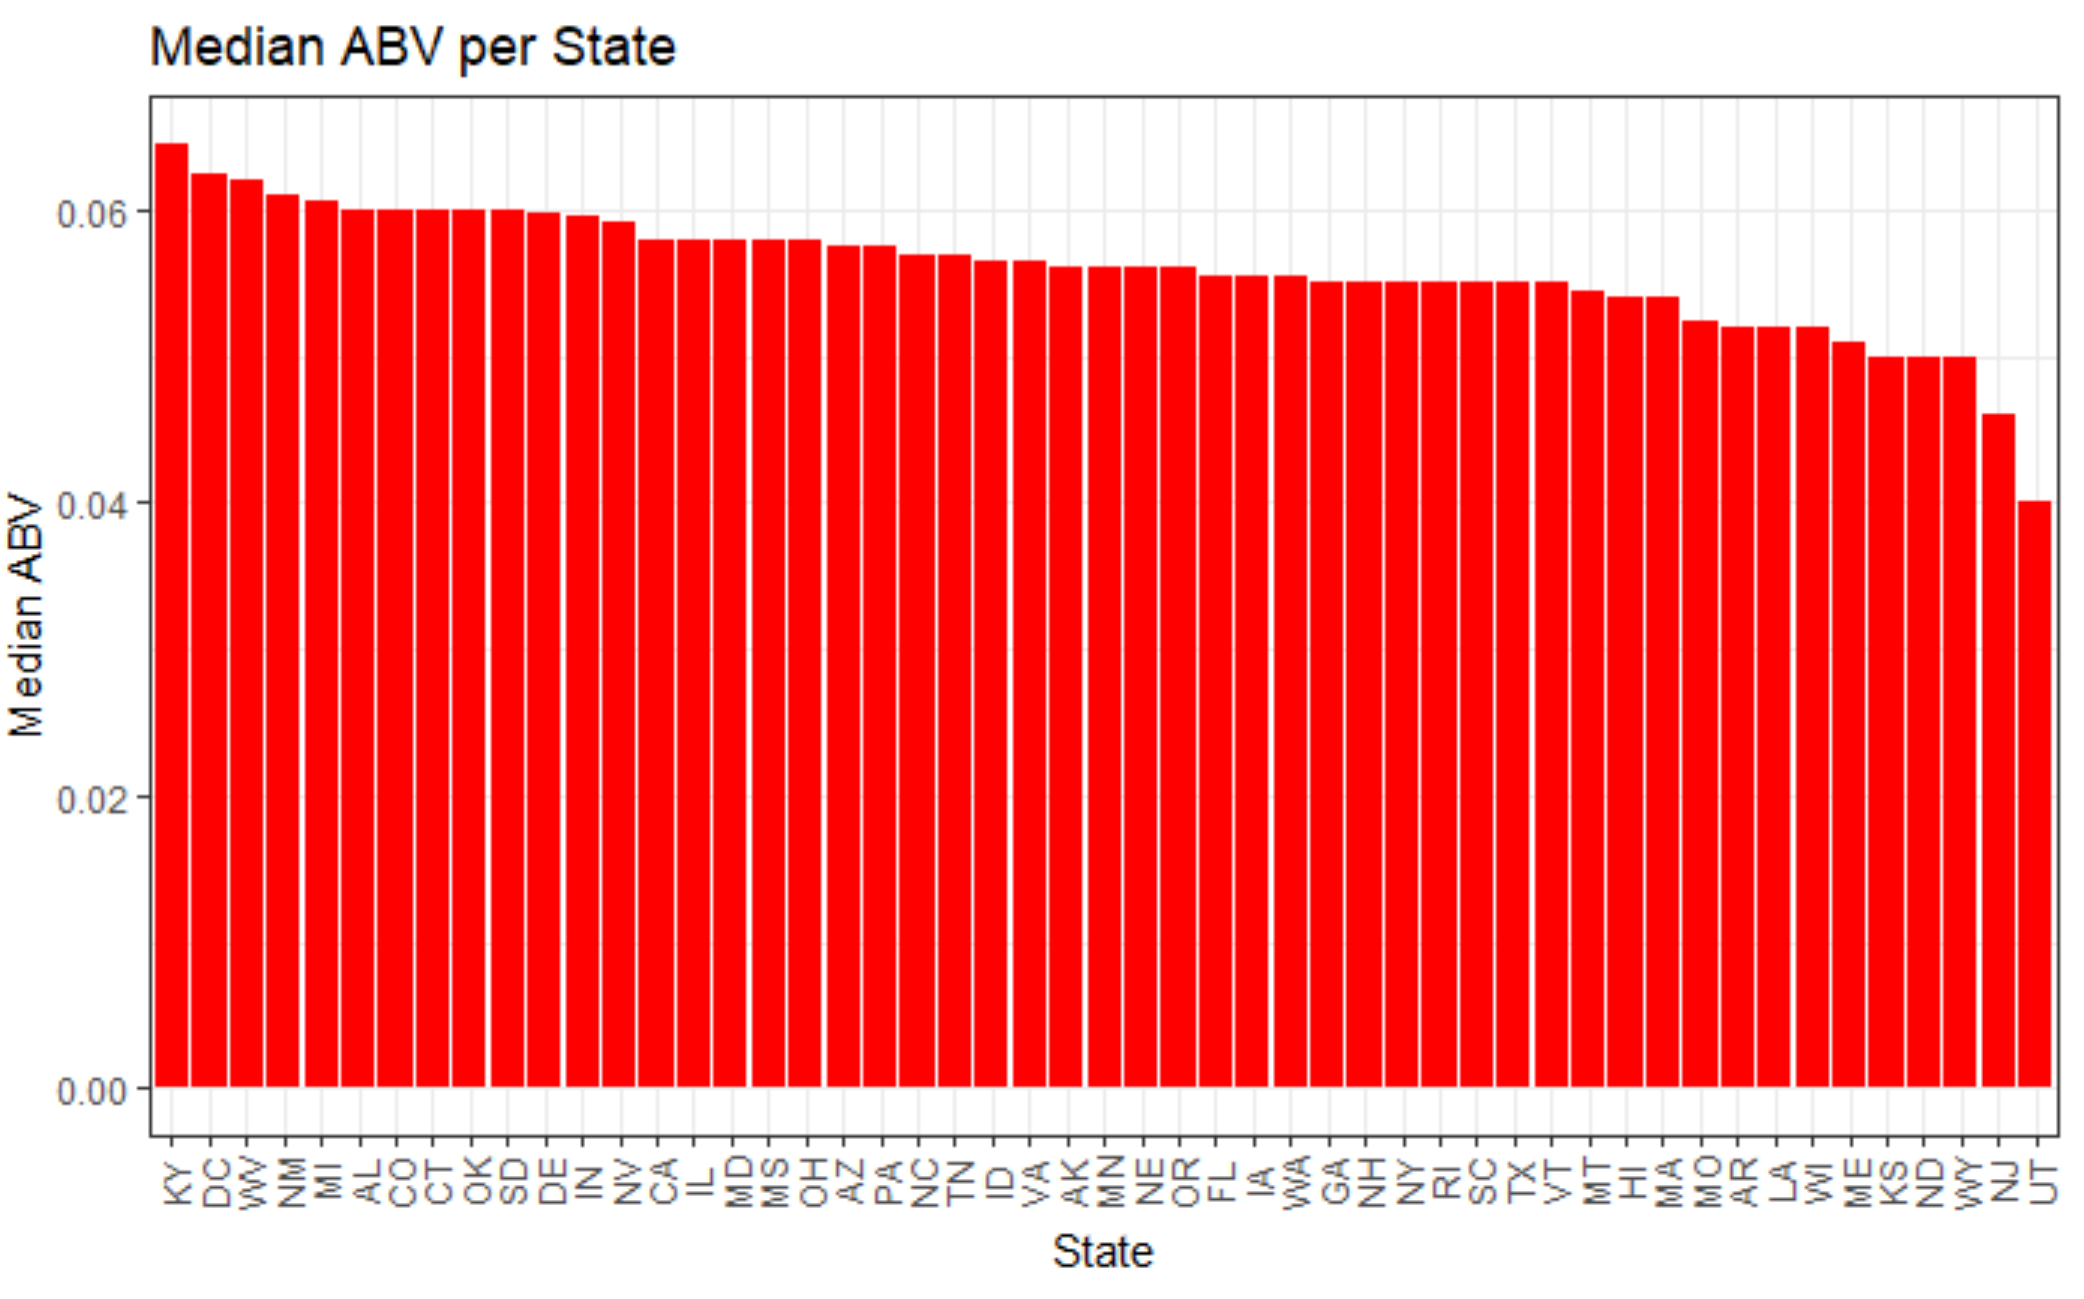 Median ABV per State
Median ABV
0.06
0.04
0.02
0.00
KY DC WV NM MI AL CO CT OK SD DE IN NV CA IL MD MS OH AZ PA NC TN ID VA AK MN NE OR FL IA WA GA NH NY RI SC TX VT MT HI MA MO AR LA WI ME KS ND WY NJ UT
State